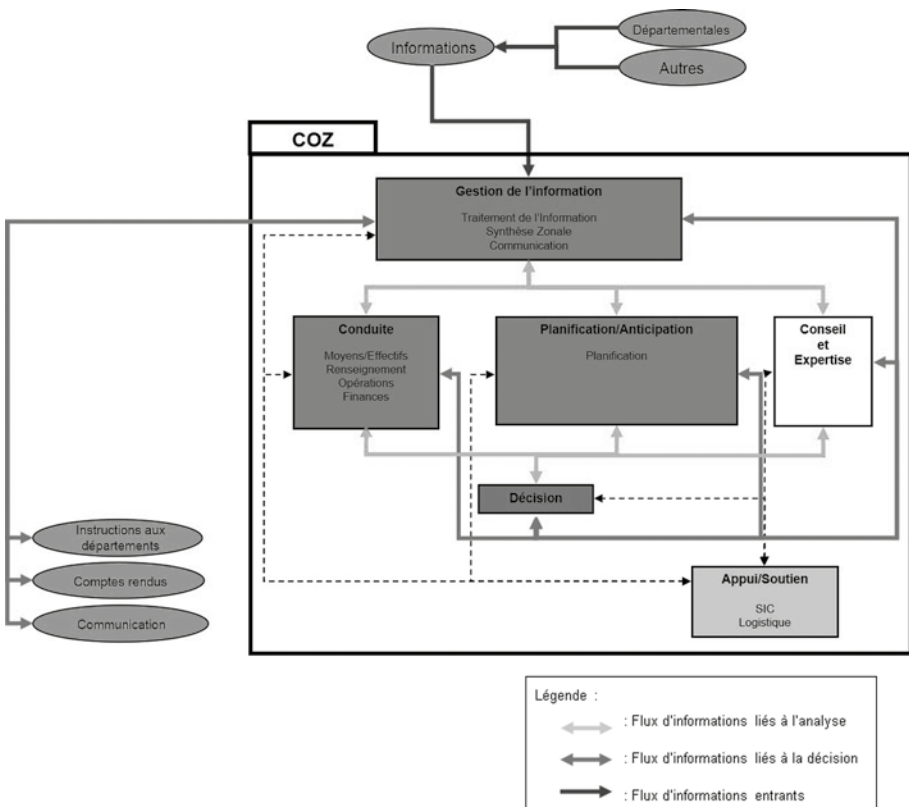 Départementales
Informations
Autres
COZ
Gestion de l'information
Traitement de l'Information
Synthèse Zonale
Communication
Conduite
Moyens/Effectifs
Renseignement
Opérations
Finances
Planification/Anticipation
Planification
Conseil
et
Expertise
Décision
Instructions aux
départements
Comptes rendus
Communication
Appui/Soutien
SIC
Logistique
Légende :
: Flux d'informations liés à l'analyse
: Flux d'informations liés à la décision
: Flux d'informations entrants